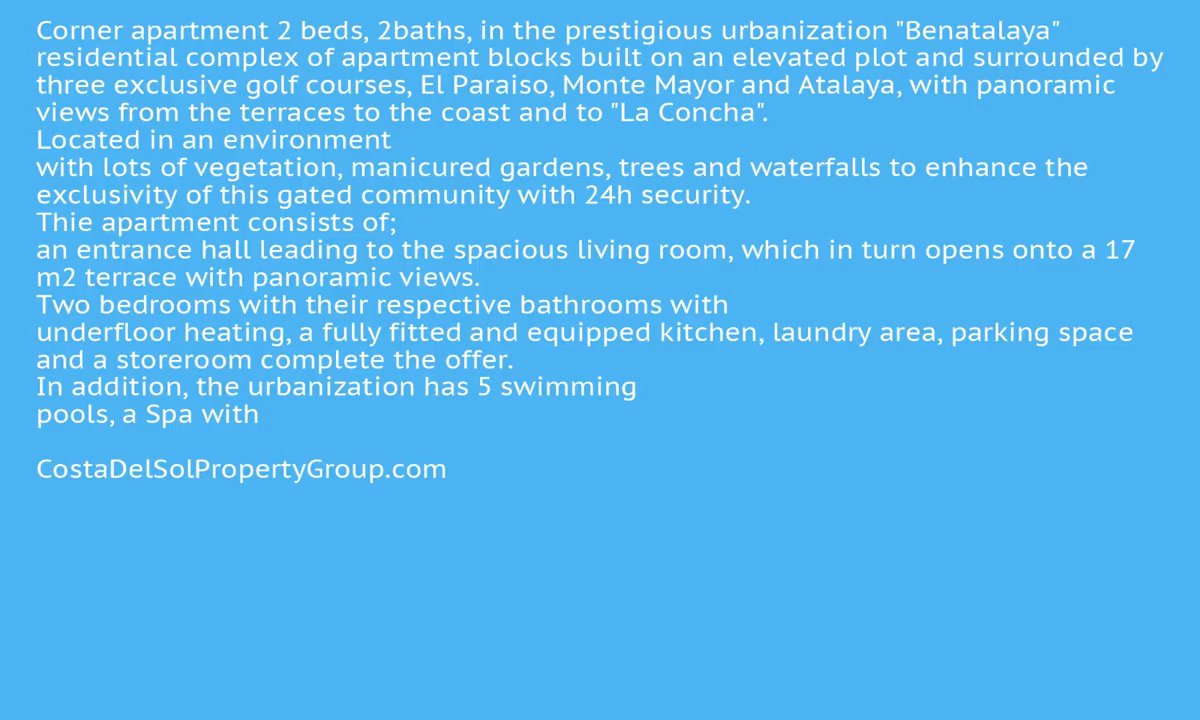 Corner apartment 2 beds, 2baths, in the prestigious urbanization "Benatalaya"
residential complex of apartment blocks built on an elevated plot and surrounded by
three exclusive golf courses, El Paraiso, Monte Mayor and Atalaya, with panoramic
views from the terraces to the coast and to "La Concha".
Located in an environment
with lots of vegetation, manicured gardens, trees and waterfalls to enhance the
exclusivity of this gated community with 24h security.
Thie apartment consists of;
an entrance hall leading to the spacious living room, which in turn opens onto a 17
m2 terrace with panoramic views.
Two bedrooms with their respective bathrooms with
underfloor heating, a fully fitted and equipped kitchen, laundry area, parking space
and a storeroom complete the offer.
In addition, the urbanization has 5 swimming
pools, a Spa with
CostaDelSolPropertyGroup.com